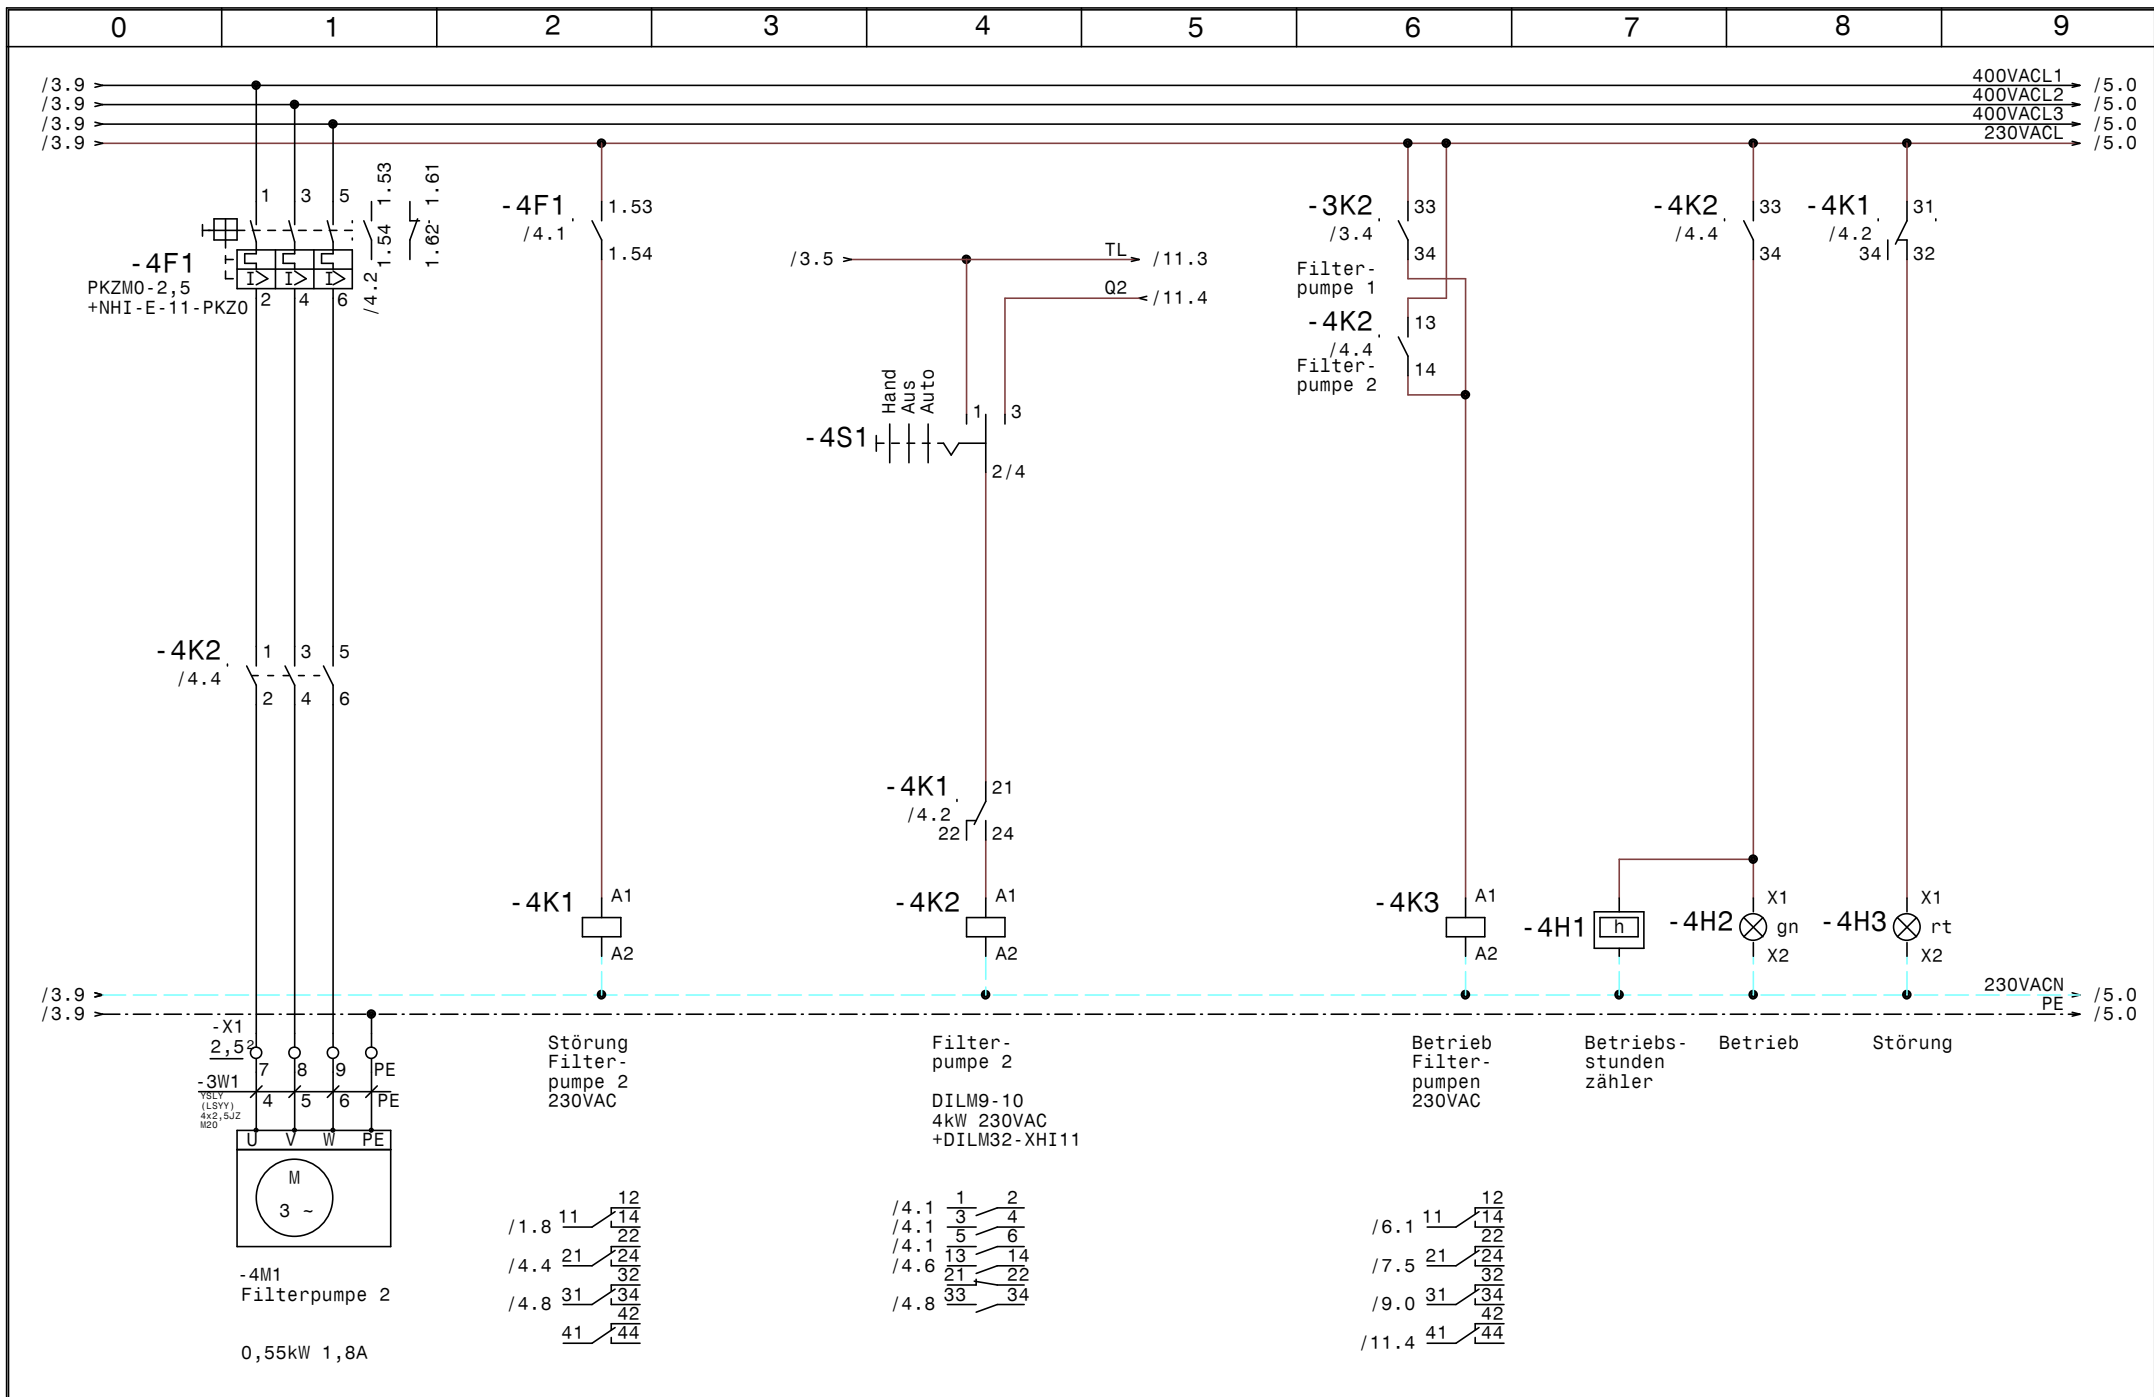 0 1 2 3 4 5 6 7 8 9
/3.9 400VACL1 /5.0
/3.9 400VACL2 /5.0
/3.9 400VACL3 /5.0
/3.9 230VACL /5.0
1 3 5 1.53 1.61
1.54 1.62
-4F1
PKZM0-2,5
+NHI-E-11-PKZ0
2 4 6 /4.2
-4F1 1.53
/4.1
1.54
/3.5 TL /11.3
Q2 /11.4
-3K2 33
/3.4
34
Filter-
pumpe 1
-4K2 13
/4.4
14
Filter-
pumpe 2
-4K2 33
/4.4
34
-4K1 31
/4.2
34 32
Hand
Aus
Auto
-4S1
1 3
2/4
-4K2 1 3 5
/4.4
2 4 6
-4K1 21
/4.2
22 24
-4K1 A1
A2
-4K2 A1
A2
-4K3 A1
A2
-4H1 h
-4H2 X1
gn
X2
-4H3 X1
rt
X2
/3.9 230VACN /5.0
/3.9 PE /5.0
-X1
2,5²
7 8 9 PE
-3W1
YSLY
(LSYY)
4x2,5JZ
M20
4 5 6 PE
U V W PE
M
3 ~
-4M1
Filterpumpe 2
0,55kW 1,8A
Störung
Filter-
pumpe 2
230VAC
Filter-
pumpe 2
DILM9-10
4kW 230VAC
+DILM32-XHI11
Betrieb
Filter-
pumpen
230VAC
Betriebs-
stunden
zähler
Betrieb
Störung
12
/1.8 11 14
22
/4.4 21 24
32
/4.8 31 34
42
41 44
/4.1 1 2
/4.1 3 4
/4.1 5 6
/4.6 13 14
21 22
/4.8 33 34
12
/6.1 11 14
22
/7.5 21 24
32
/9.0 31 34
42
/11.4 41 44